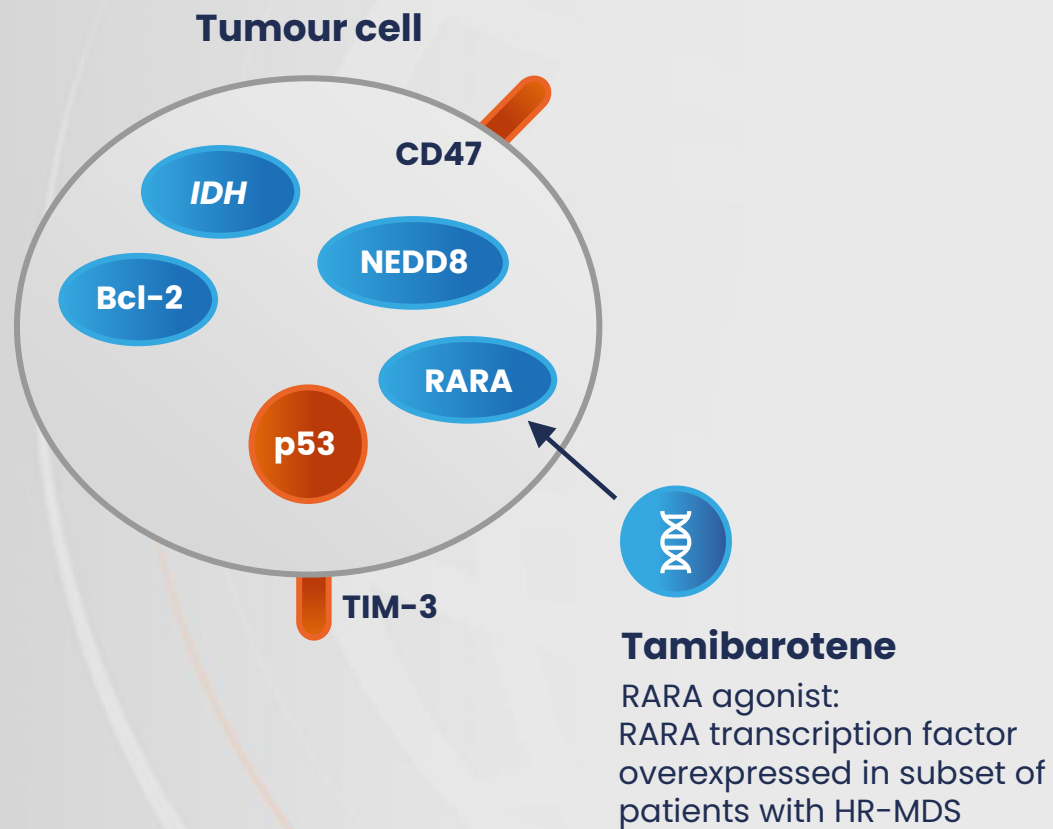 Tumour cell
CD47
IDH
NEDD8
Bcl-2
RARA
p53
TIM-3
Tamibarotene
RARA agonist:
RARA transcription factor
overexpressed in subset of
patients with HR-MDS